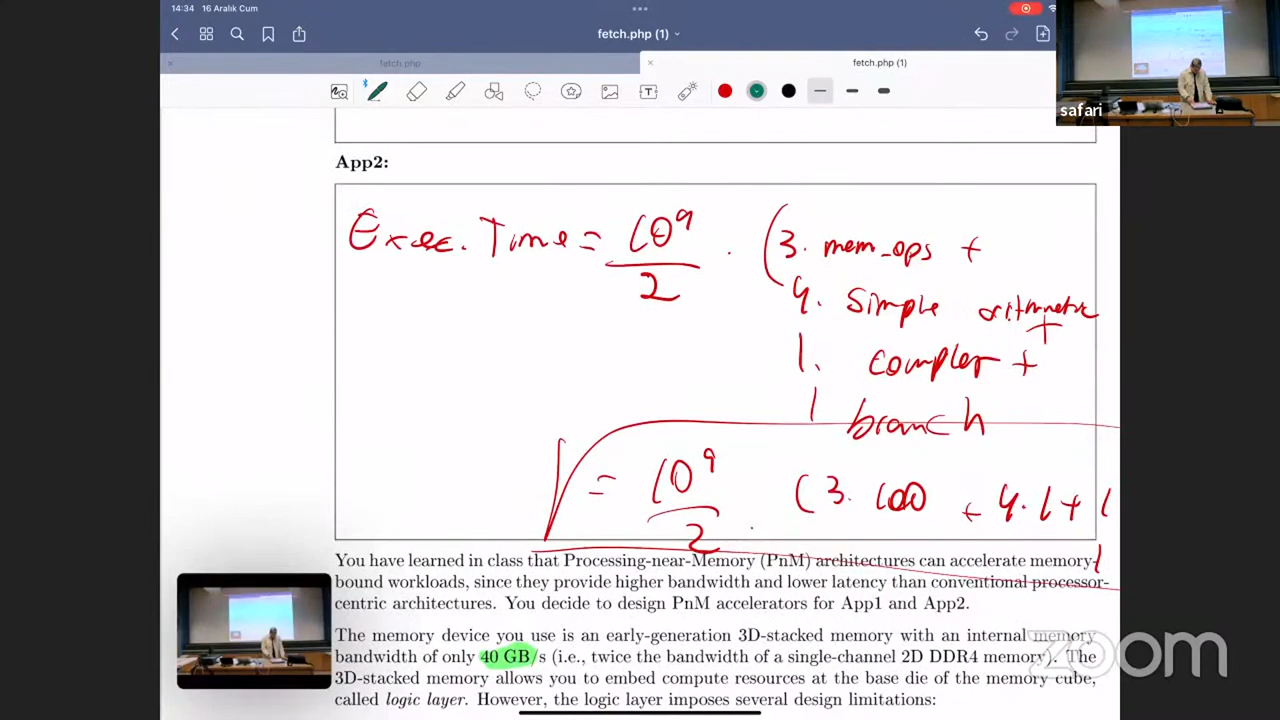 14:34 16 Aralık Cum
fetch.php (1)
fetch.php
fetch.php (1)
safari
App2:
Exec. Time = 10^9 / 2 . (3. mem_ops +
4. simple aritmetic +
1. complex +
1 branch
= 10^9 / 2 . (3. 100 + 4. 1 + 1
1
You have learned in class that Processing-near-Memory (PnM) architectures can accelerate memory-
bound workloads, since they provide higher bandwidth and lower latency than conventional processor-
centric architectures. You decide to design PnM accelerators for App1 and App2.
The memory device you use is an early-generation 3D-stacked memory with an internal memory
bandwidth of only 40 GB/s (i.e., twice the bandwidth of a single-channel 2D DDR4 memory). The
3D-stacked memory allows you to embed compute resources at the base die of the memory cube,
called logic layer. However, the logic layer imposes several design limitations:
zoom